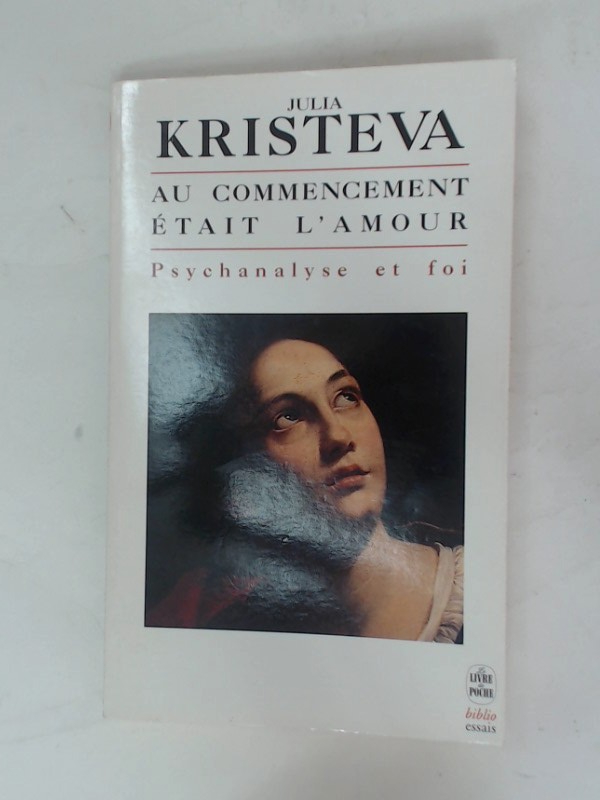 JULIA
KRISTEVA
AU COMMENCEMENT
ÉTAIT L'AMOUR
Psychanalyse et foi
Le
LIVRE
de
POCHE
biblio
essais